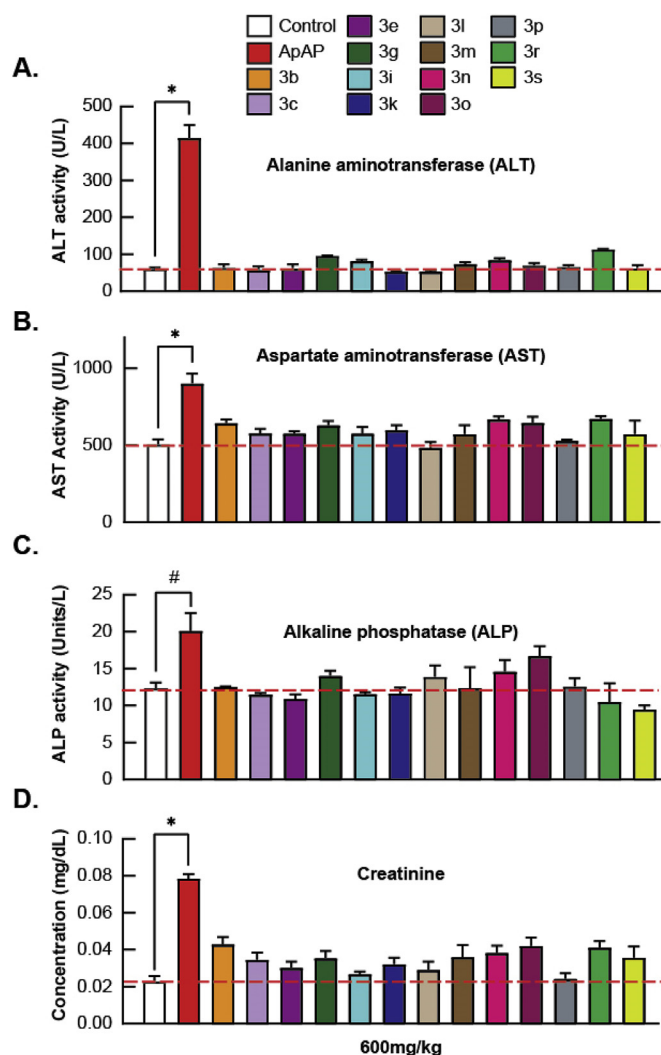 Control
ApAP
3b
3c
3e
3g
3i
3k
3l
3m
3n
3o
3p
3r
3s
A.
ALT activity (U/L)
500
400
300
200
100
0
*
Alanine aminotransferase (ALT)
B.
AST Activity (U/L)
1000
500
0
*
Aspartate aminotransferase (AST)
C.
ALP activity (Units/L)
25
20
15
10
5
0
#
Alkaline phosphatase (ALP)
D.
Concentration (mg/dL)
0.10
0.08
0.06
0.04
0.02
0.00
*
Creatinine
600mg/kg